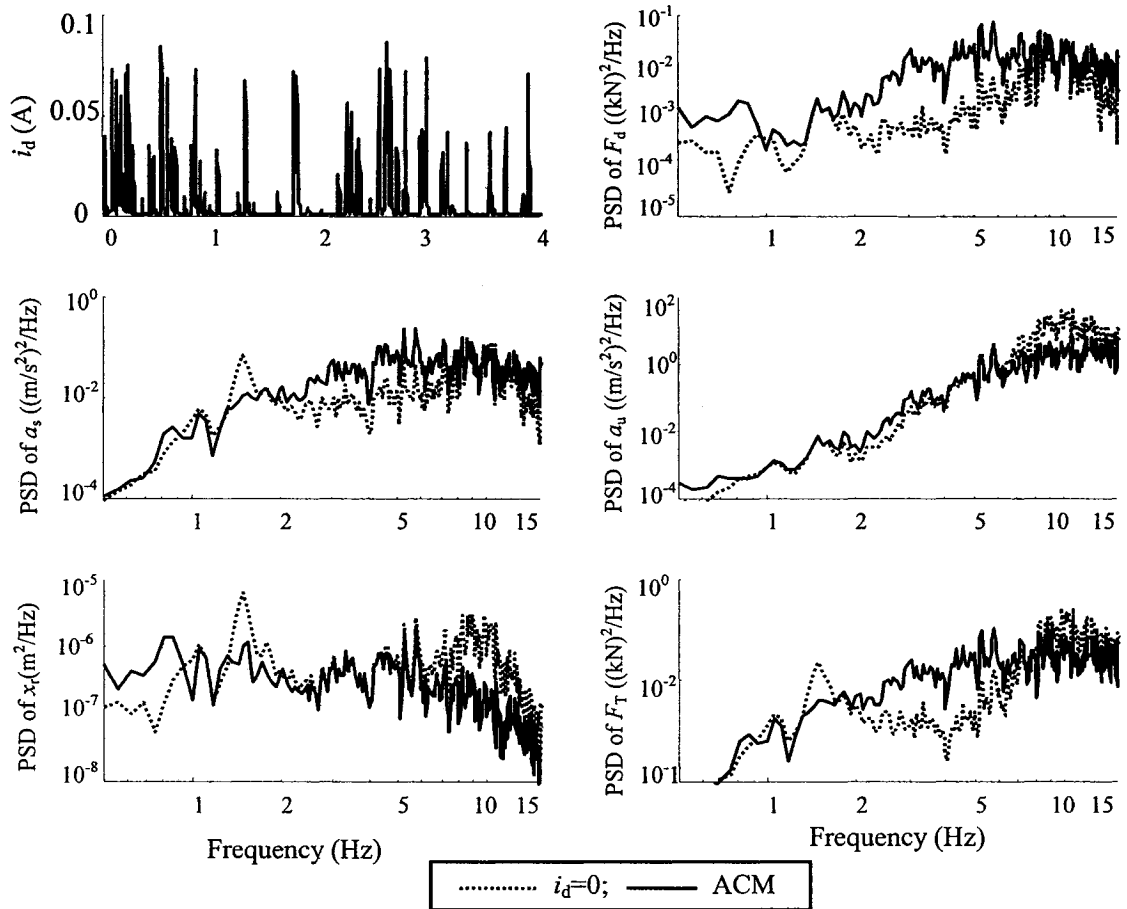 0.1
0.05
0
i_d (A)
0 1 2 3 4
10^-1
10^-2
10^-3
10^-4
10^-5
PSD of F_d ((kN)^2/Hz)
1 2 5 10 15
10^0
10^-2
10^-4
PSD of a_s ((m/s^2)^2/Hz)
1 2 5 10 15
10^2
10^0
10^-2
10^-4
PSD of a_u ((m/s^2)^2/Hz)
1 2 5 10 15
10^-5
10^-6
10^-7
10^-8
PSD of x_r(m^2/Hz)
1 2 5 10 15
Frequency (Hz)
10^0
10^-2
10^-1
PSD of F_T ((kN)^2/Hz)
1 2 5 10 15
Frequency (Hz)
i_d=0; ACM